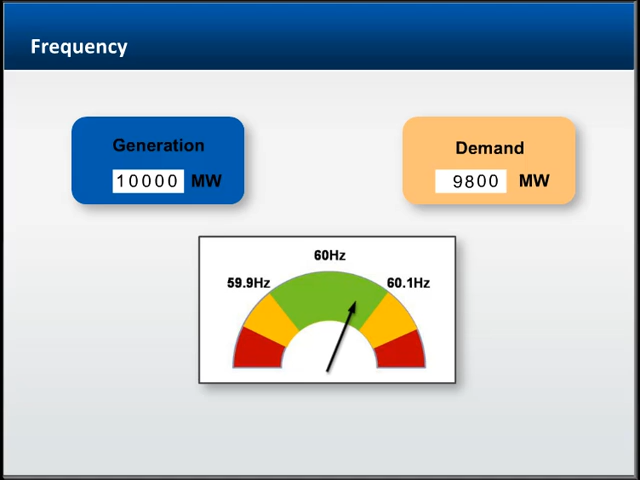 Frequency
Generation
10000 MW
Demand
9800 MW
60Hz
59.9Hz
60.1Hz